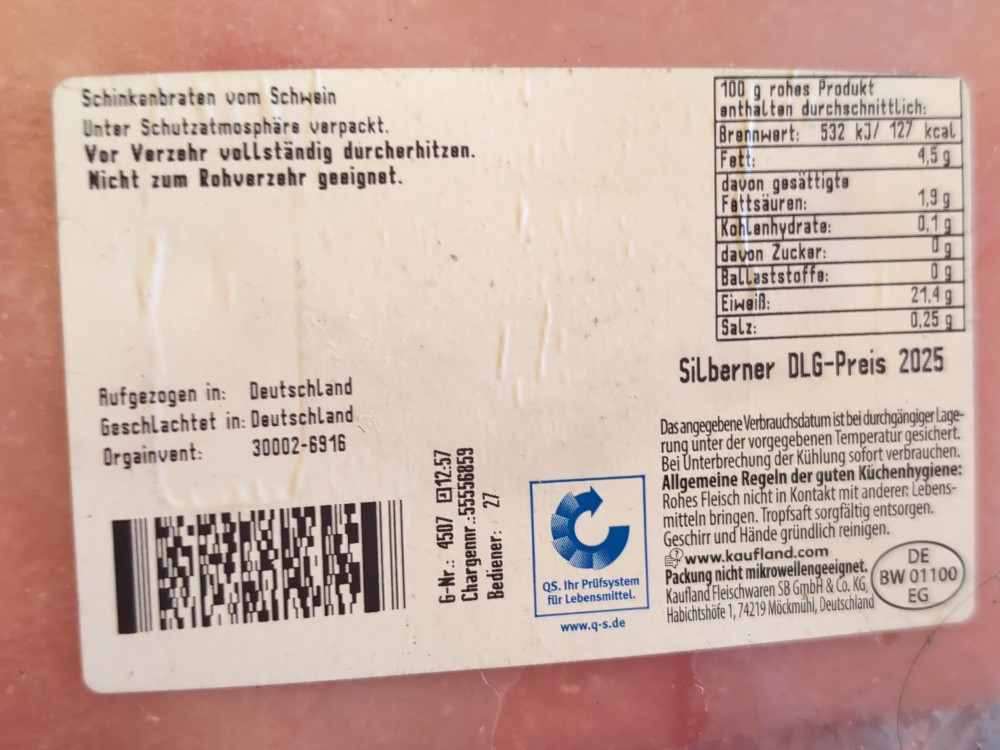 Schinkenbraten vom Schwein
Unter Schutzatmosphäre verpackt.
Vor Verzehr vollständig durcherhitzen.
Nicht zum Rohverzehr geeignet.
100 g rohes Produkt
enthalten durchschnittlich:
Brennwert: 532 kJ/ 127 kcal
Fett: 4,5 g
davon gesättigte
Fettsäuren: 1,9 g
Kohlenhydrate: 0,1 g
davon Zucker: 0 g
Ballaststoffe: 0 g
Eiweiß: 21,4 g
Salz: 0,25 g
Silberner DLG-Preis 2025
Aufgezogen in: Deutschland
Geschlachtet in: Deutschland
Orgainvent: 30002-6916
G-Nr.: 4507 12:57
Chargennr.:55556859
Bediener: 27
QS. Ihr Prüfsystem
für Lebensmittel.
www.q-s.de
Das angegebene Verbrauchsdatum ist bei durchgängiger Lage-
rung unter der vorgegebenen Temperatur gesichert.
Bei Unterbrechung der Kühlung sofort verbrauchen.
Allgemeine Regeln der guten Küchenhygiene:
Rohes Fleisch nicht in Kontakt mit anderen Lebens-
mitteln bringen. Tropfsaft sorgfältig entsorgen.
Geschirr und Hände gründlich reinigen.
www.kaufland.com
Packung nicht mikrowellengeeignet.
Kaufland Fleischwaren SB GmbH & Co. KG,
Habichtshöfe 1, 74219 Möckmühl, Deutschland
DE
BW 01100
EG